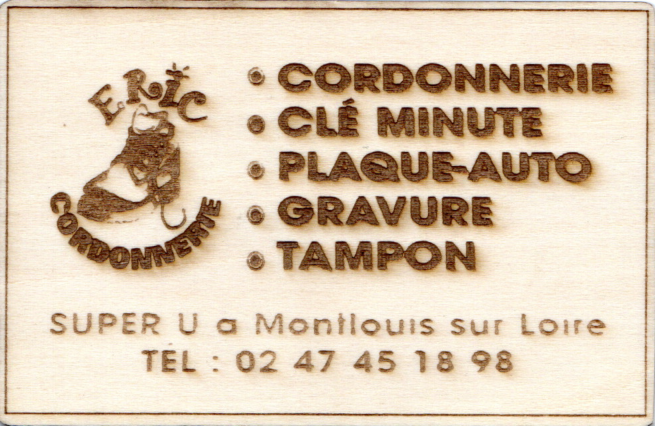 ERIC
CORDONNERIE
CORDONNERIE
CLÉ MINUTE
PLAQUE-AUTO
GRAVURE
TAMPON
SUPER U a Montlouis sur Loire
TEL : 02 47 45 18 98